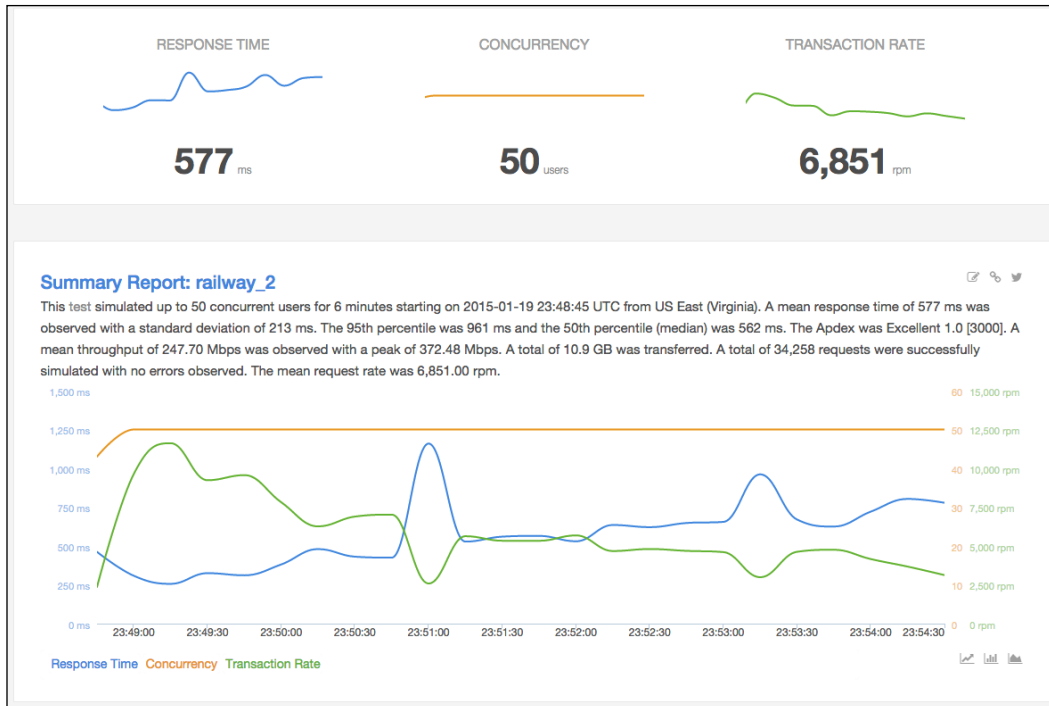 RESPONSE TIME
CONCURRENCY
TRANSACTION RATE
577 ms
50 users
6,851 rpm
Summary Report: railway_2
This test simulated up to 50 concurrent users for 6 minutes starting on 2015-01-19 23:48:45 UTC from US East (Virginia). A mean response time of 577 ms was
observed with a standard deviation of 213 ms. The 95th percentile was 961 ms and the 50th percentile (median) was 562 ms. The Apdex was Excellent 1.0 [3000]. A
mean throughput of 247.70 Mbps was observed with a peak of 372.48 Mbps. A total of 10.9 GB was transferred. A total of 34,258 requests were successfully
simulated with no errors observed. The mean request rate was 6,851.00 rpm.
1,500 ms
60 15,000 rpm
1,250 ms
50 12,500 rpm
1,000 ms
40 10,000 rpm
750 ms
30 7,500 rpm
500 ms
20 5,000 rpm
250 ms
10 2,500 rpm
0 ms
0 0 rpm
23:49:00 23:49:30 23:50:00 23:50:30 23:51:00 23:51:30 23:52:00 23:52:30 23:53:00 23:53:30 23:54:00 23:54:30
Response Time Concurrency Transaction Rate